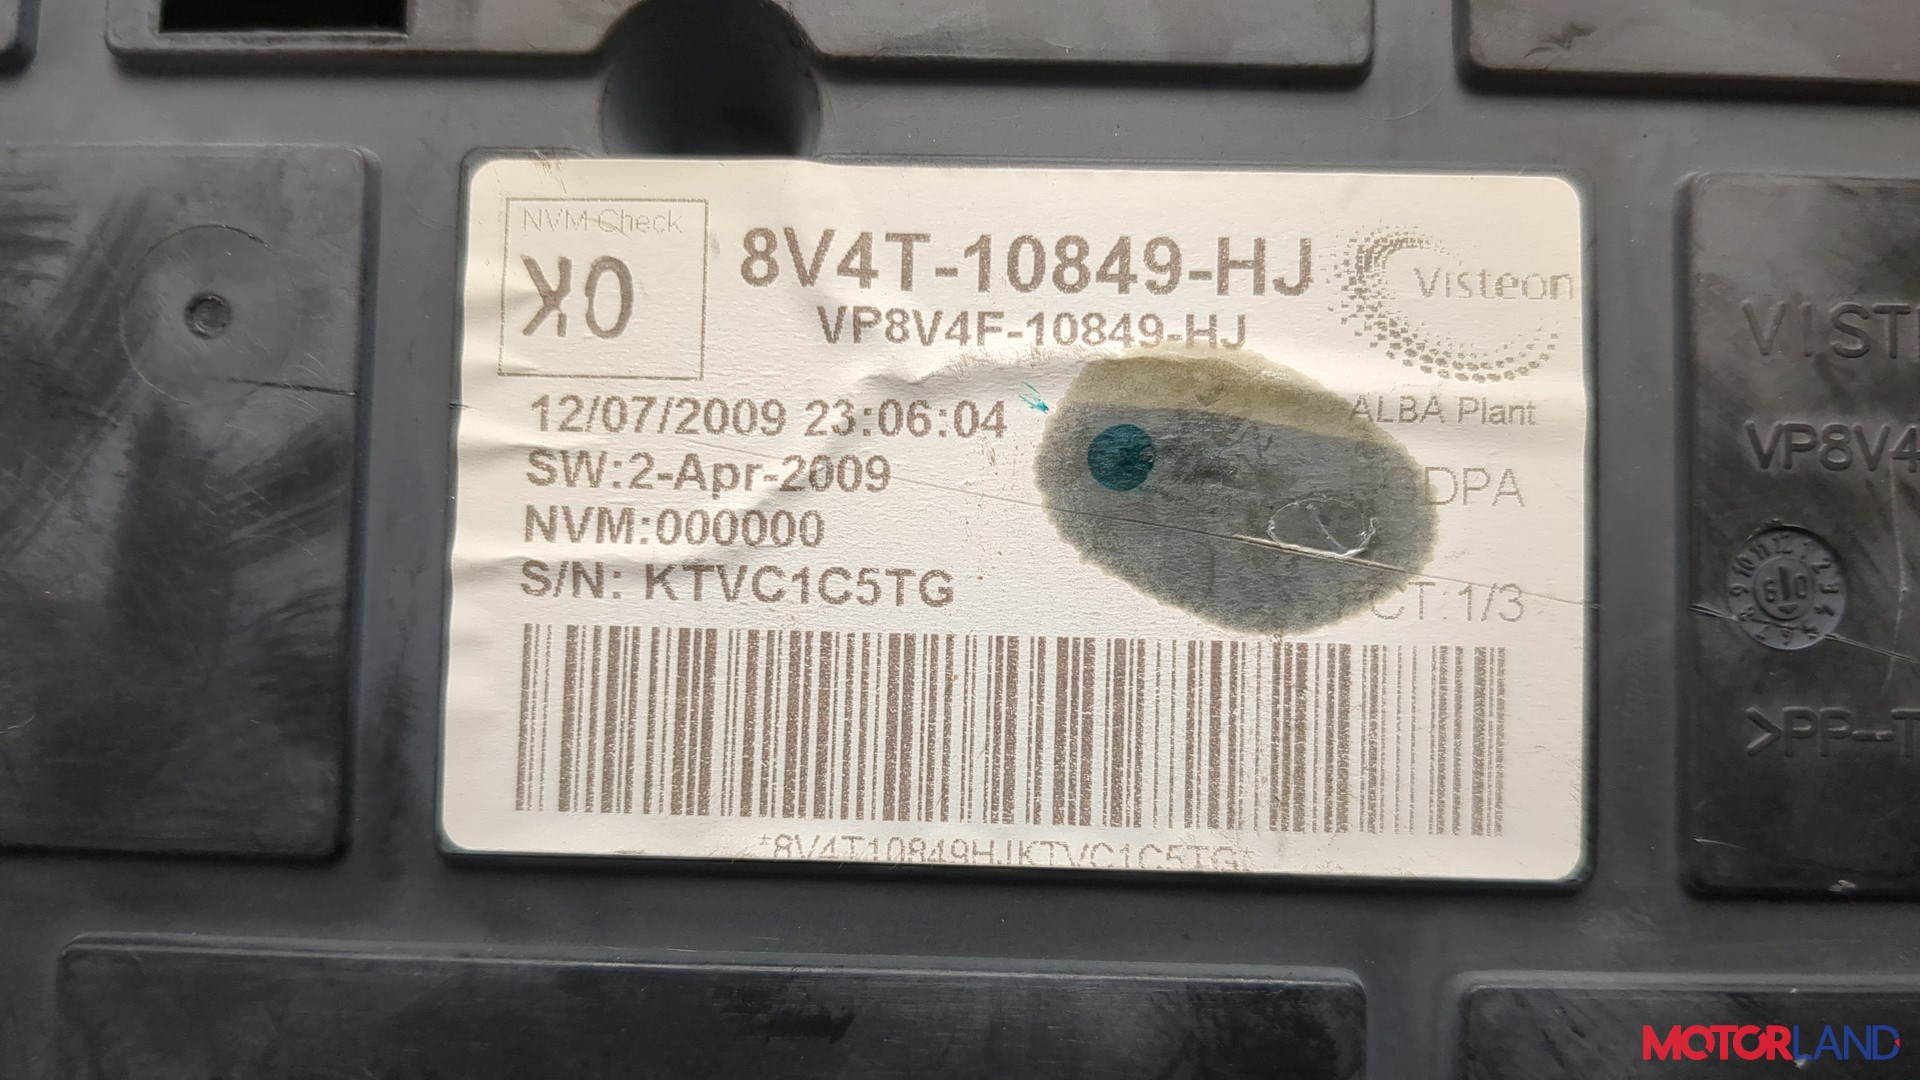 NVM Check
OK
8V4T-10849-HJ
Visteon
VP8V4F-10849-HJ
12/07/2009 23:06:04
ALBA Plant
SW:2-Apr-2009
DPA
NVM:000000
S/N: KTVC1C5TG
CT:1/3
*8V4T10849HJKTVC1C5TG*
VIST
VP8V4
>PP-T
MOTORLAND